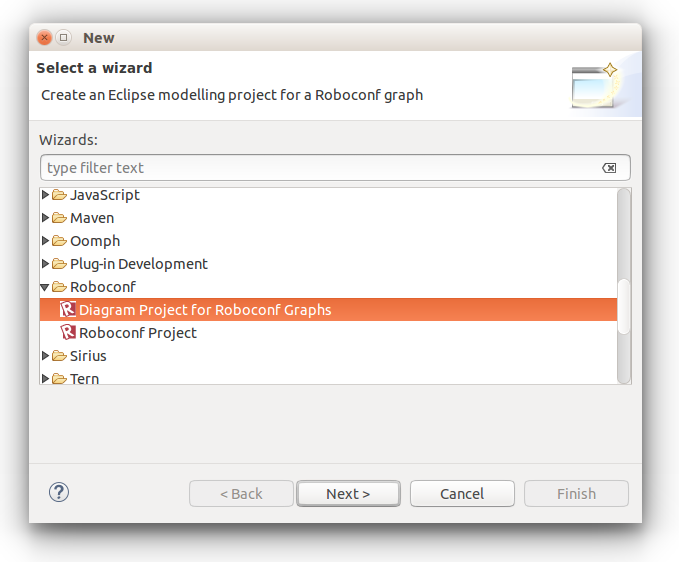 New
Select a wizard
Create an Eclipse modelling project for a Roboconf graph
Wizards:
type filter text
JavaScript
Maven
Oomph
Plug-in Development
Roboconf
Diagram Project for Roboconf Graphs
Roboconf Project
Sirius
Tern
< Back
Next >
Cancel
Finish